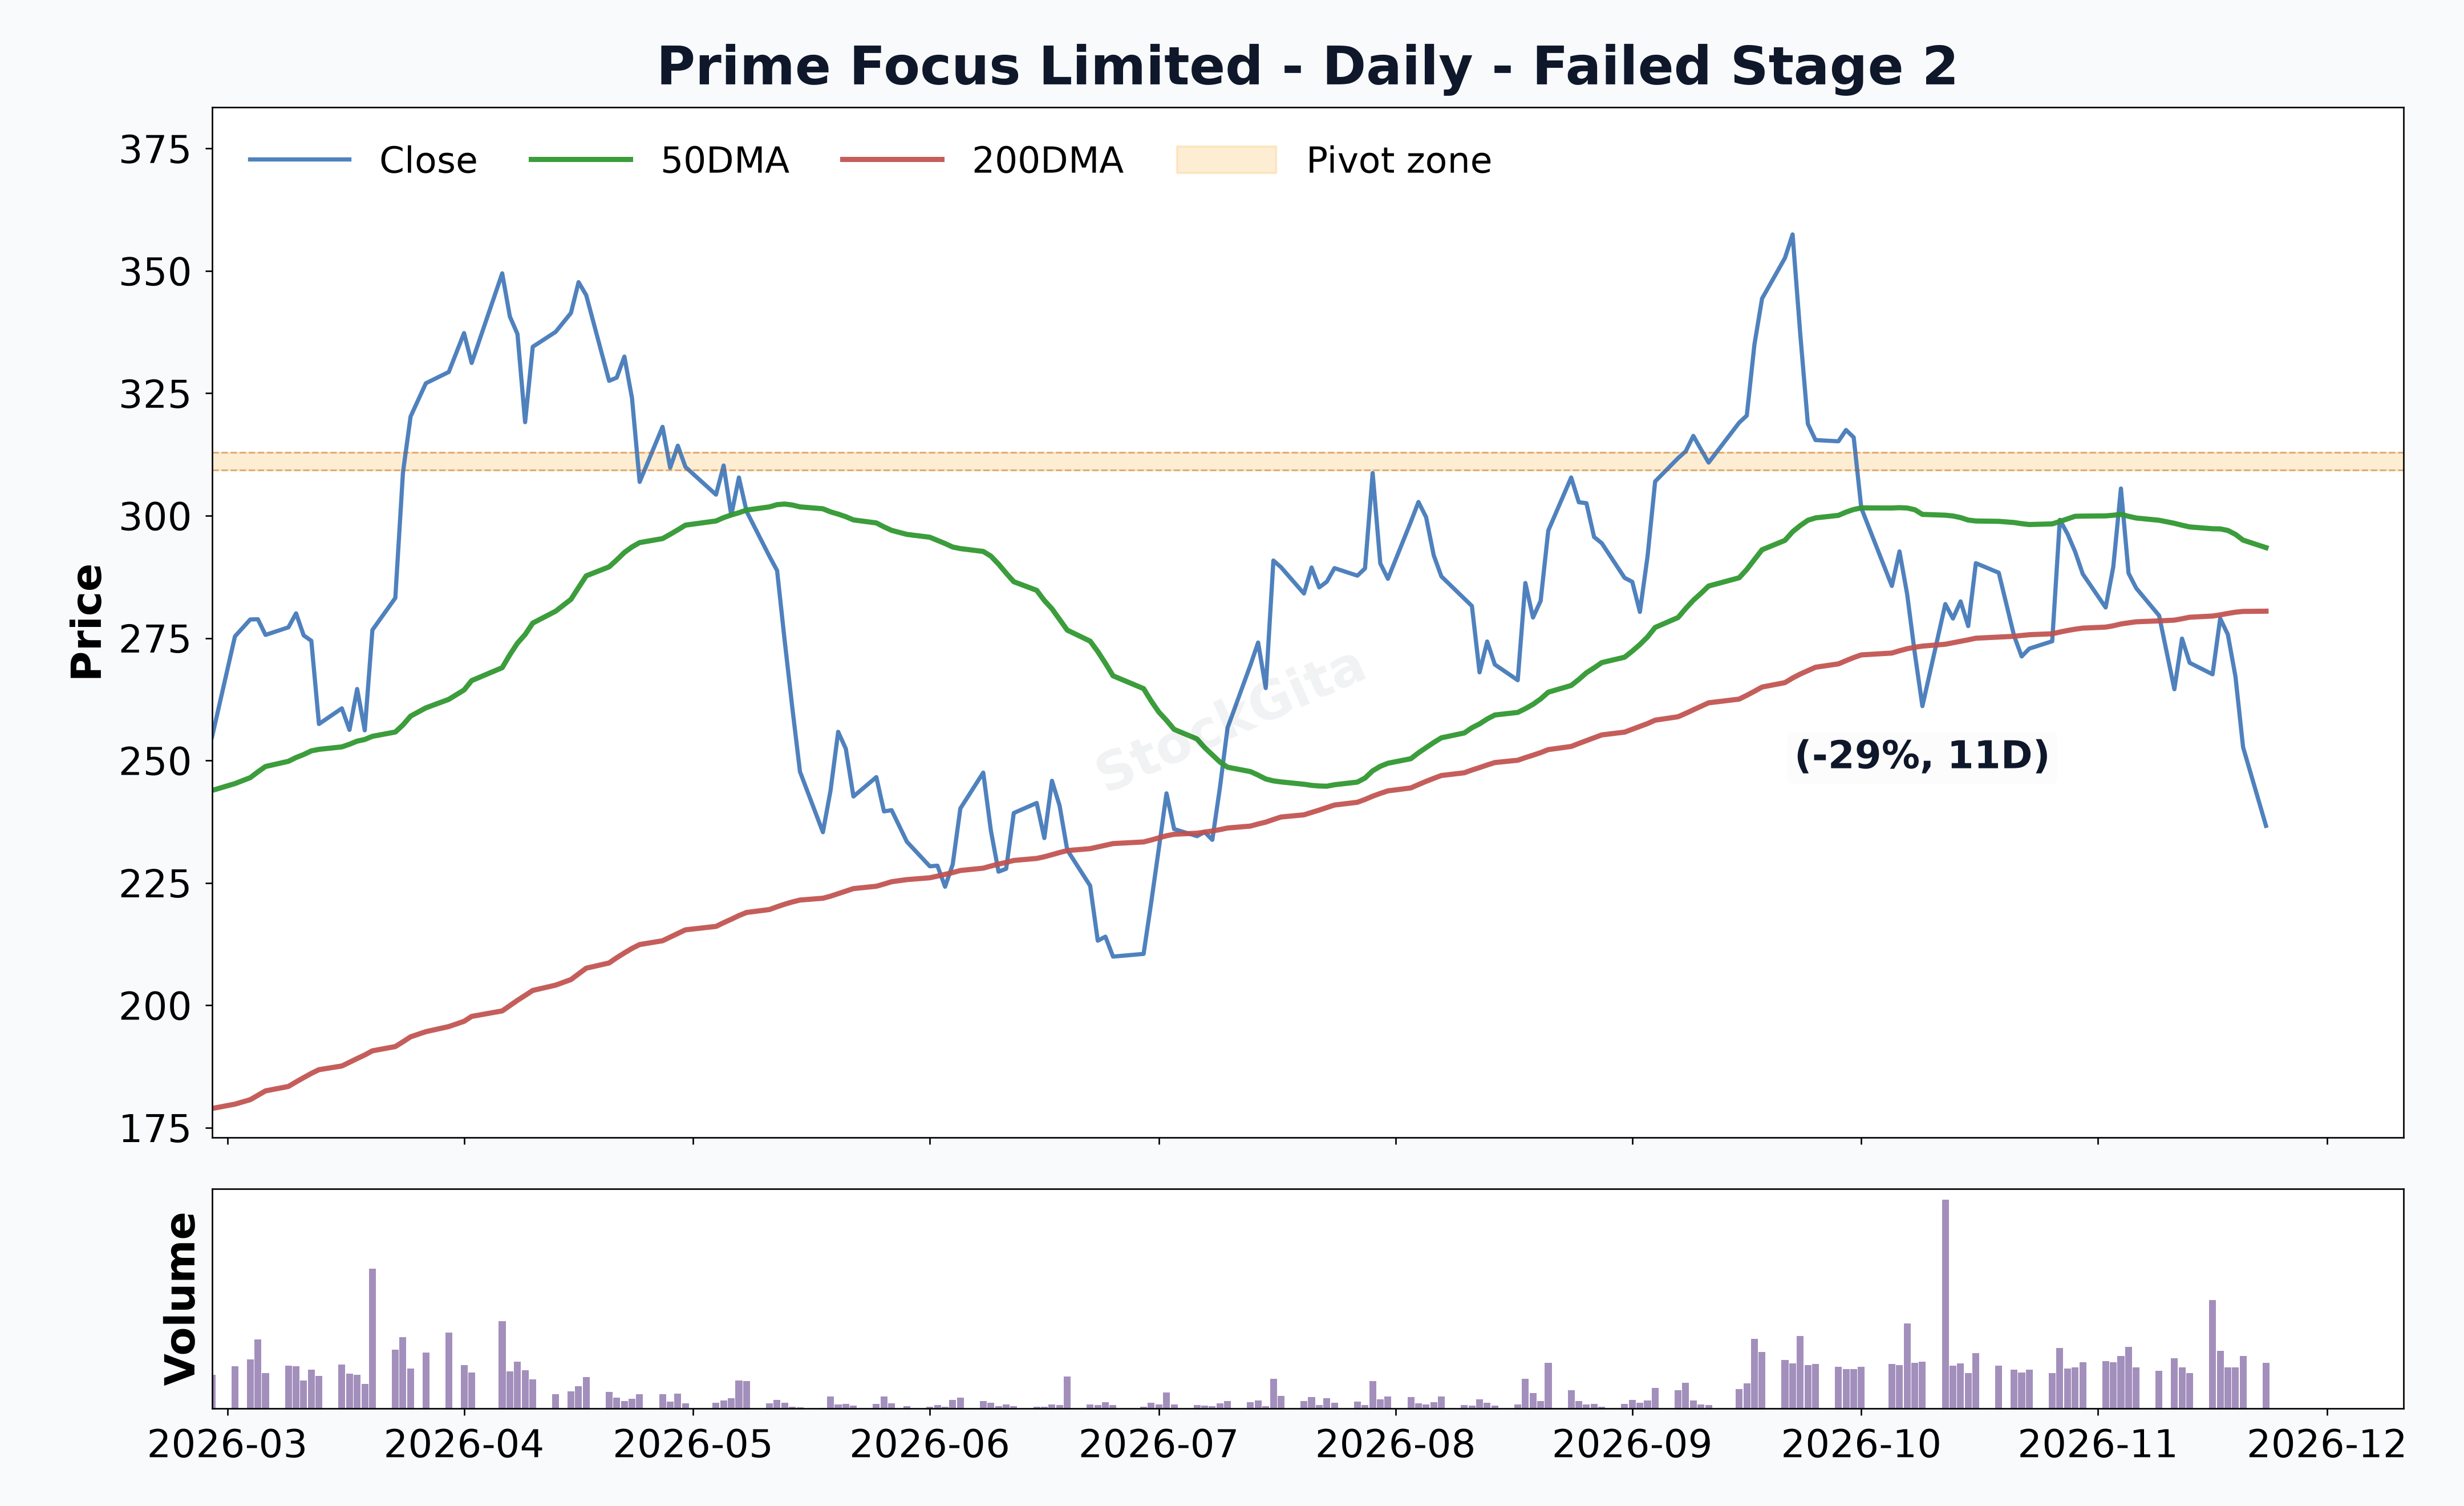 Prime Focus Limited - Daily - Failed Stage 2
Close 50DMA 200DMA Pivot zone
375
350
325
300
275
250
225
200
175
Price
StockGita
(-29%, 11D)
Volume
2026-03 2026-04 2026-05 2026-06 2026-07 2026-08 2026-09 2026-10 2026-11 2026-12